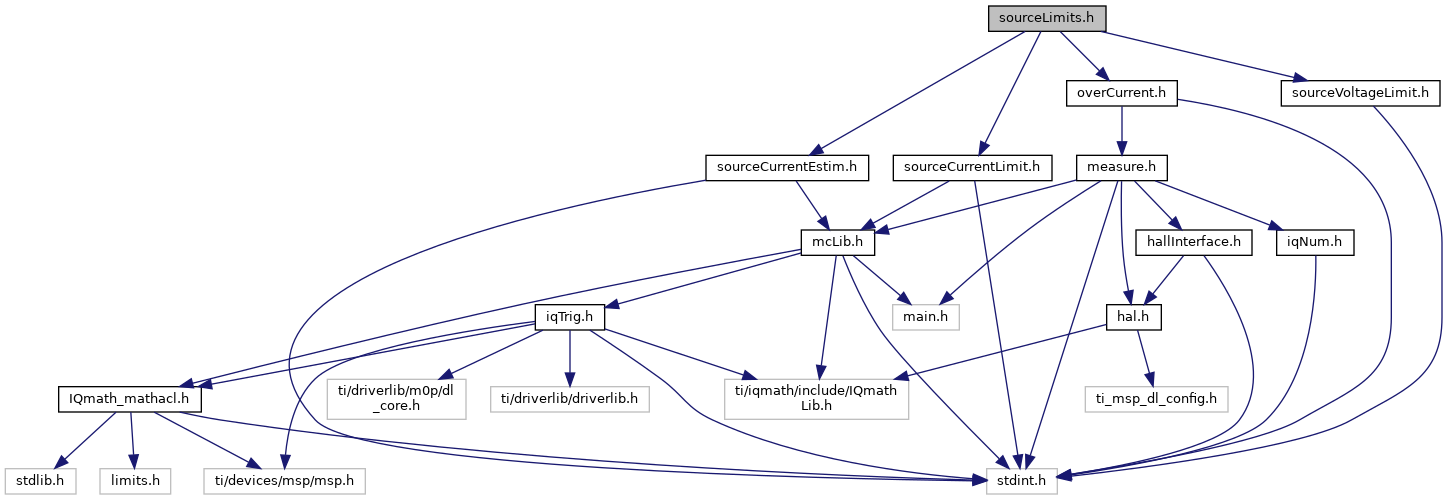 sourceLimits.h
overCurrent.h
sourceVoltageLimit.h
sourceCurrentEstim.h
sourceCurrentLimit.h
measure.h
mcLib.h
hallInterface.h
iqNum.h
iqTrig.h
main.h
hal.h
IQmath_mathacl.h
ti/driverlib/m0p/dl
_core.h
ti/driverlib/driverlib.h
ti/iqmath/include/IQmath
Lib.h
ti_msp_dl_config.h
stdlib.h
limits.h
ti/devices/msp/msp.h
stdint.h